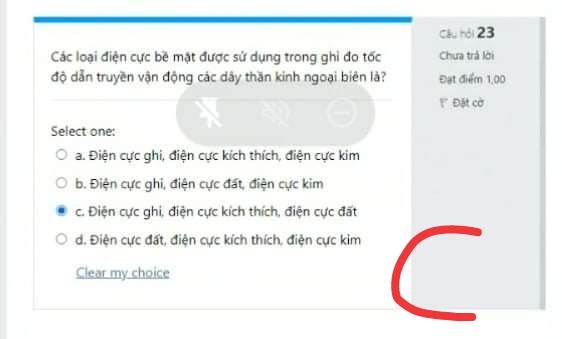 Câu hỏi 23
Chưa trả lời
Đạt điểm 1,00
Đặt cờ
Các loại điện cực bề mặt được sử dụng trong ghi đo tốc
độ dẫn truyền vận động các dây thần kinh ngoại biên là?
Select one:
a. Điện cực ghi, điện cực kích thích, điện cực kim
b. Điện cực ghi, điện cực đất, điện cực kim
c. Điện cực ghi, điện cực kích thích, điện cực đất
d. Điện cực đất, điện cực kích thích, điện cực kim
Clear my choice
C